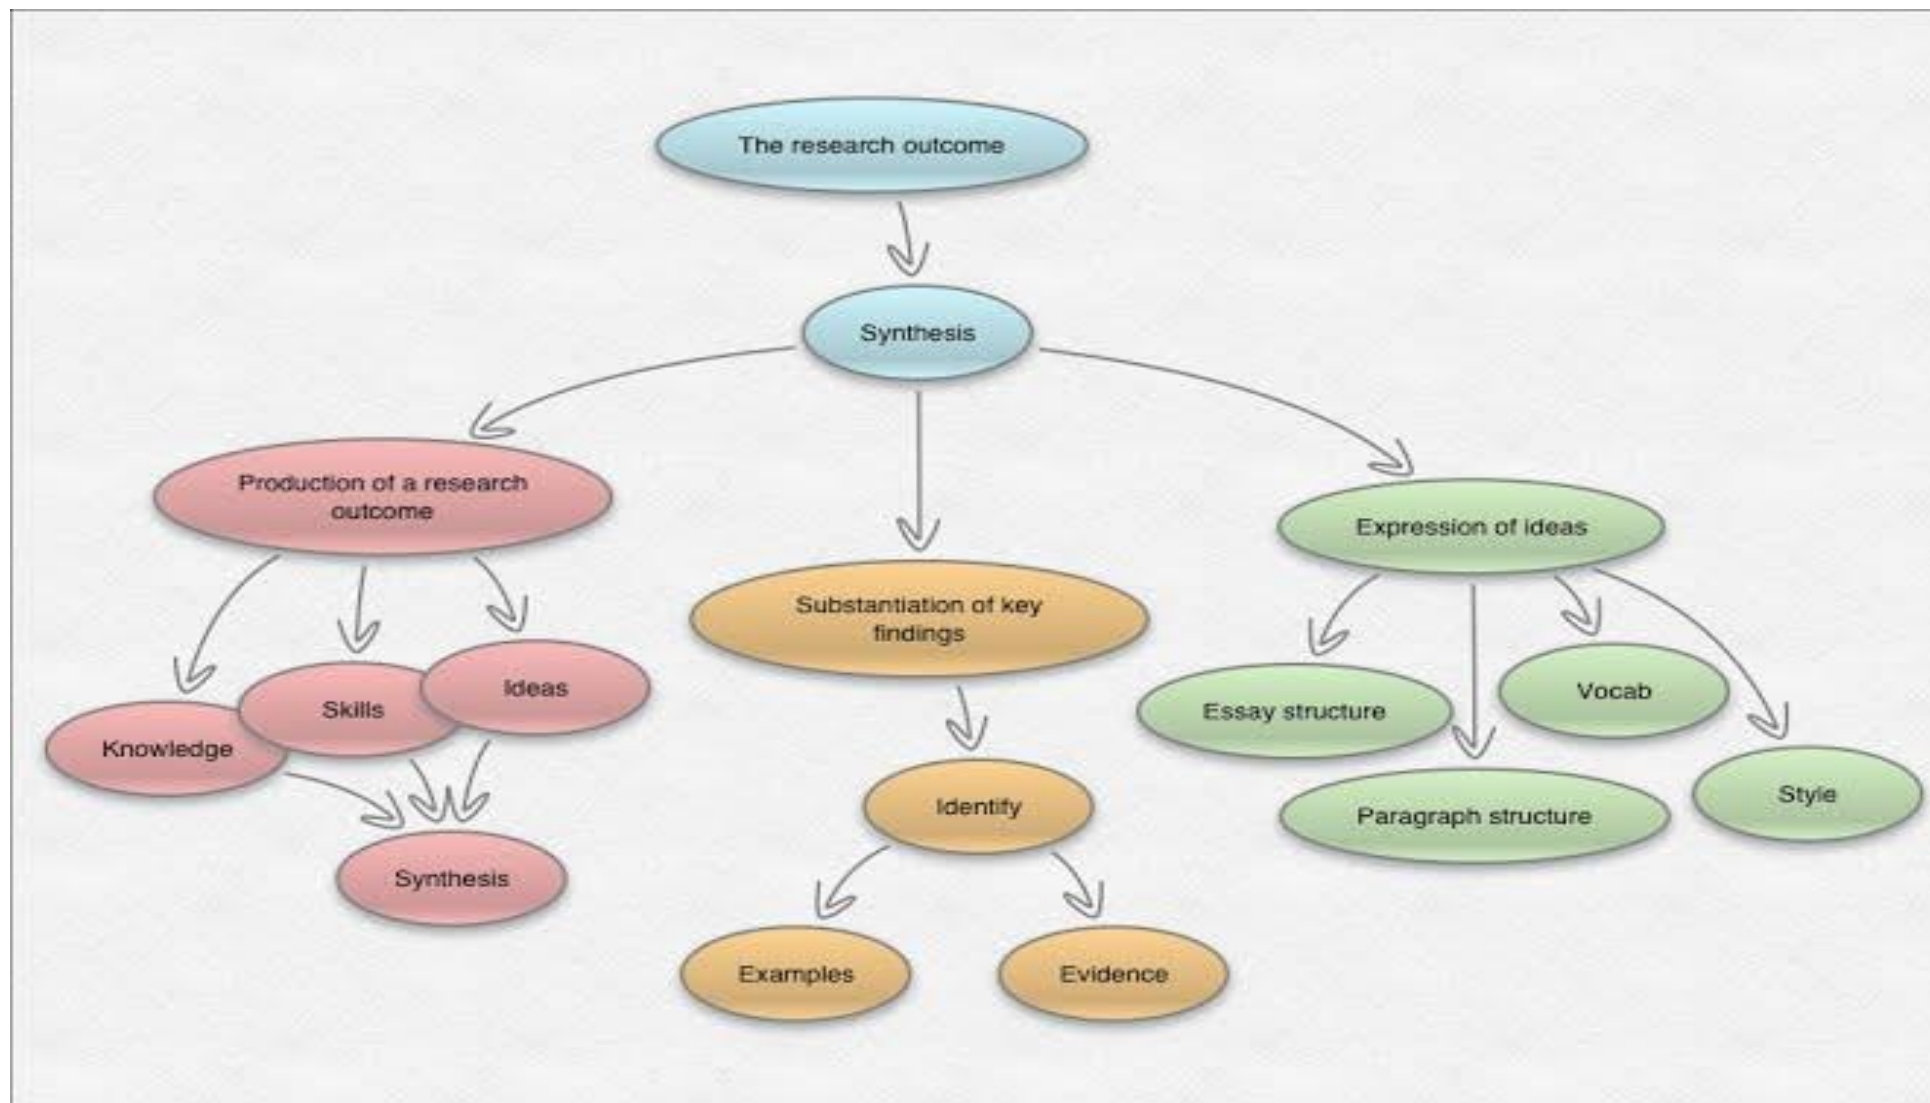 The research outcome
Synthesis
Production of a research
outcome
Knowledge
Skills
Ideas
Synthesis
Substantiation of key
findings
Identify
Examples
Evidence
Expression of ideas
Essay structure
Paragraph structure
Vocab
Style